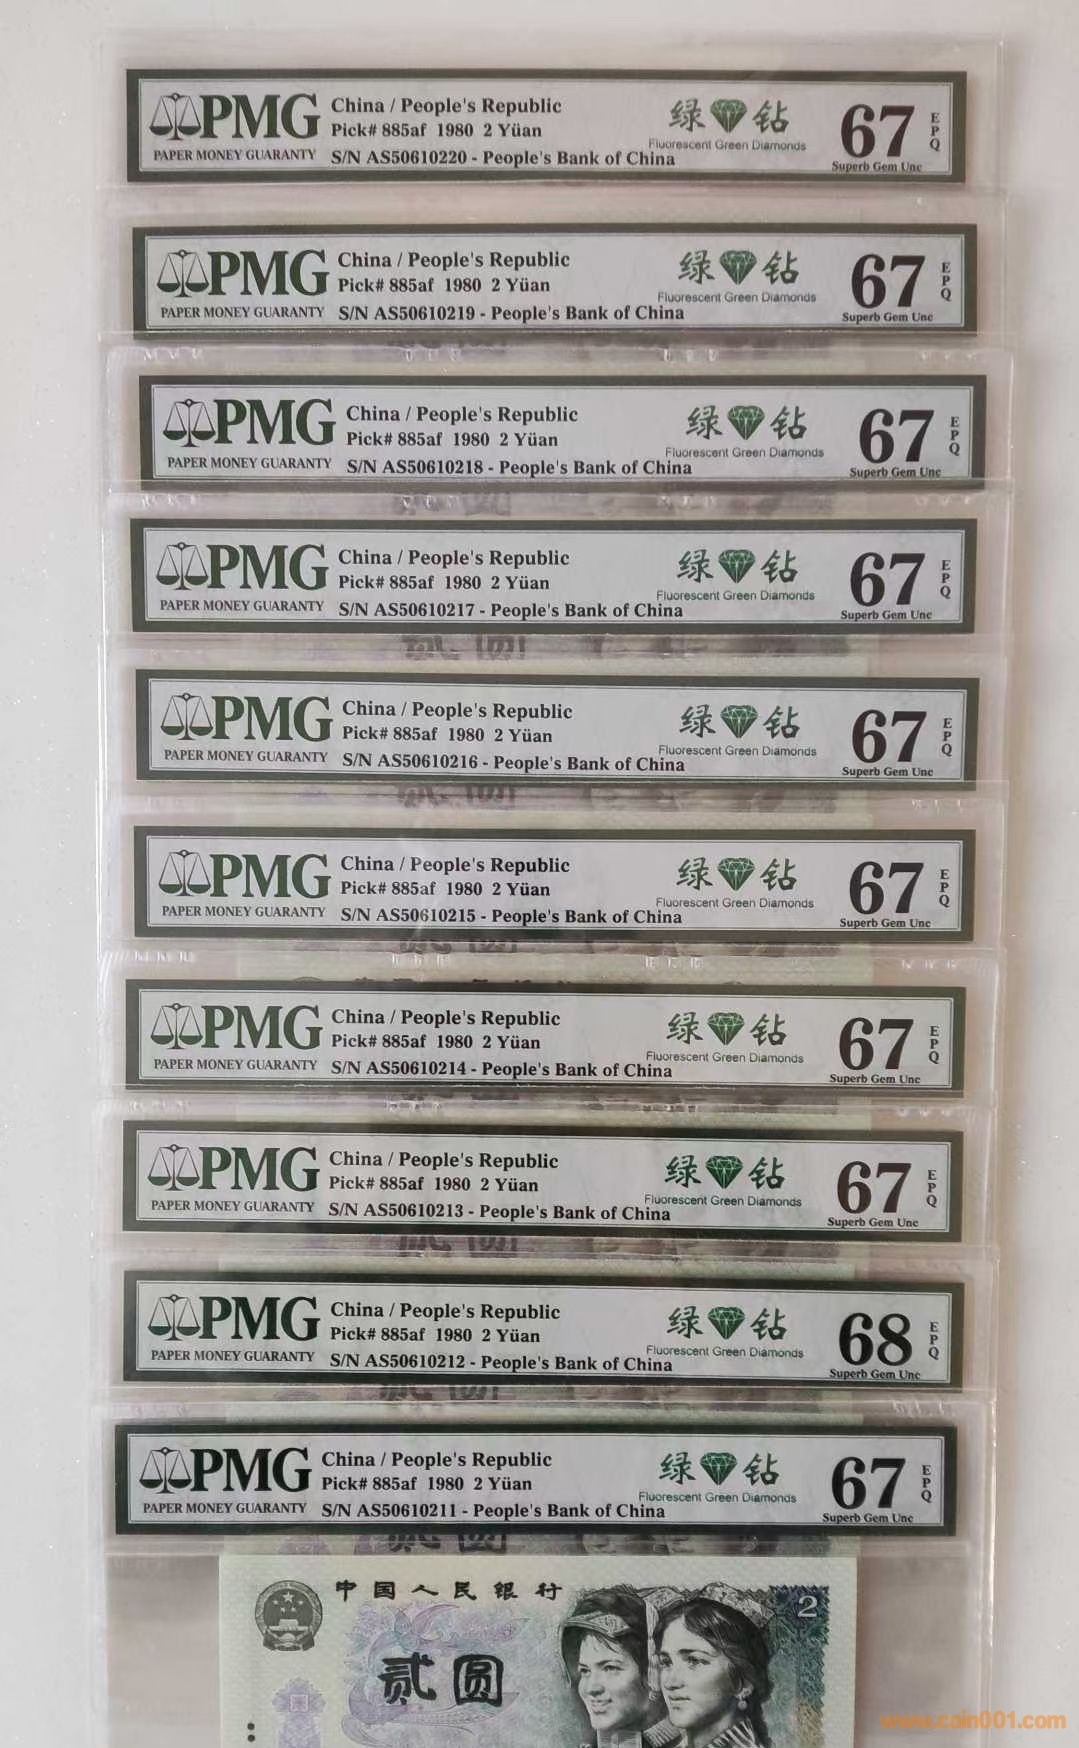 PMG
PAPER MONEY GUARANTY
China / People's Republic
Pick# 885af 1980 2 Yüan
S/N AS50610220 - People's Bank of China
绿 钻
Fluorescent Green Diamonds
67
EPQ
Superb Gem Unc
PMG
PAPER MONEY GUARANTY
China / People's Republic
Pick# 885af 1980 2 Yüan
S/N AS50610219 - People's Bank of China
绿 钻
Fluorescent Green Diamonds
67
EPQ
Superb Gem Unc
PMG
PAPER MONEY GUARANTY
China / People's Republic
Pick# 885af 1980 2 Yüan
S/N AS50610218 - People's Bank of China
绿 钻
Fluorescent Green Diamonds
67
EPQ
Superb Gem Unc
PMG
PAPER MONEY GUARANTY
China / People's Republic
Pick# 885af 1980 2 Yüan
S/N AS50610217 - People's Bank of China
绿 钻
Fluorescent Green Diamonds
67
EPQ
Superb Gem Unc
PMG
PAPER MONEY GUARANTY
China / People's Republic
Pick# 885af 1980 2 Yüan
S/N AS50610216 - People's Bank of China
绿 钻
Fluorescent Green Diamonds
67
EPQ
Superb Gem Unc
PMG
PAPER MONEY GUARANTY
China / People's Republic
Pick# 885af 1980 2 Yüan
S/N AS50610215 - People's Bank of China
绿 钻
Fluorescent Green Diamonds
67
EPQ
Superb Gem Unc
PMG
PAPER MONEY GUARANTY
China / People's Republic
Pick# 885af 1980 2 Yüan
S/N AS50610214 - People's Bank of China
绿 钻
Fluorescent Green Diamonds
67
EPQ
Superb Gem Unc
PMG
PAPER MONEY GUARANTY
China / People's Republic
Pick# 885af 1980 2 Yüan
S/N AS50610213 - People's Bank of China
绿 钻
Fluorescent Green Diamonds
67
EPQ
Superb Gem Unc
PMG
PAPER MONEY GUARANTY
China / People's Republic
Pick# 885af 1980 2 Yüan
S/N AS50610212 - People's Bank of China
绿 钻
Fluorescent Green Diamonds
68
EPQ
Superb Gem Unc
PMG
PAPER MONEY GUARANTY
China / People's Republic
Pick# 885af 1980 2 Yüan
S/N AS50610211 - People's Bank of China
绿 钻
Fluorescent Green Diamonds
67
EPQ
Superb Gem Unc
中国人民银行
2
贰圆
www.coin001.com